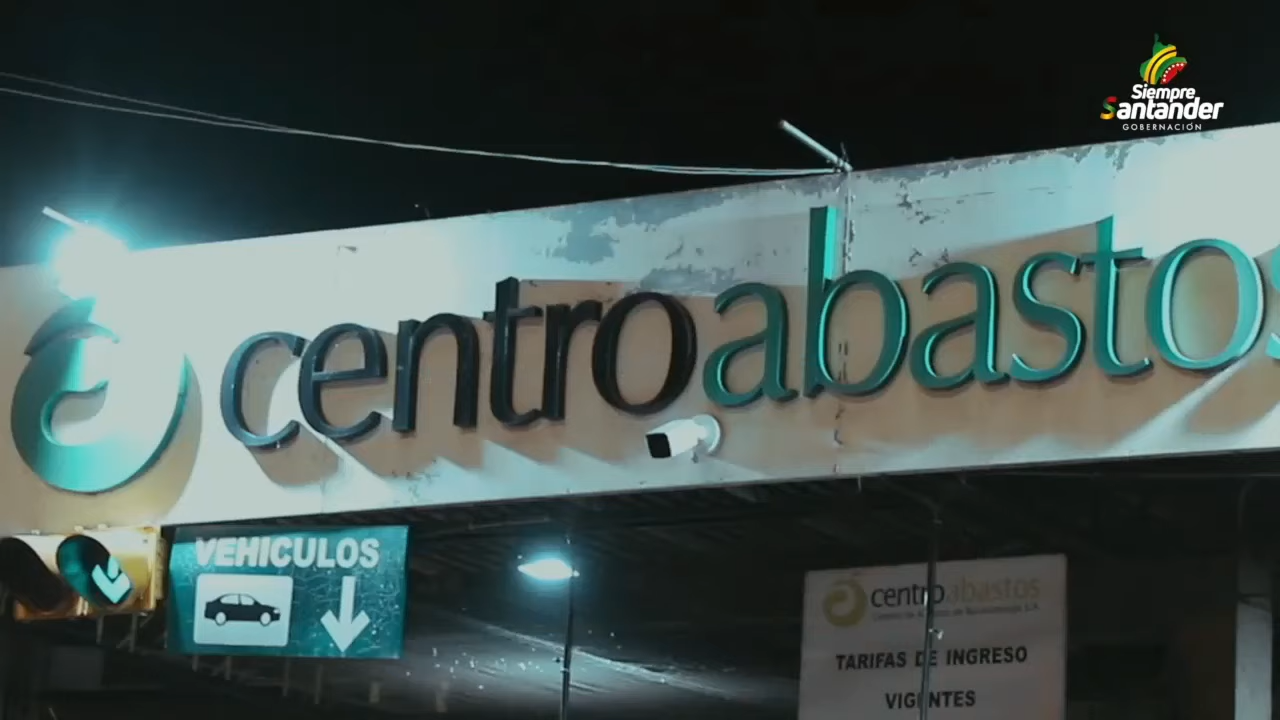 Siempre
Santander
GOBERNACIÓN
centroabastos
VEHICULOS
centroabastos
TARIFAS DE INGRESO
VIGENTES